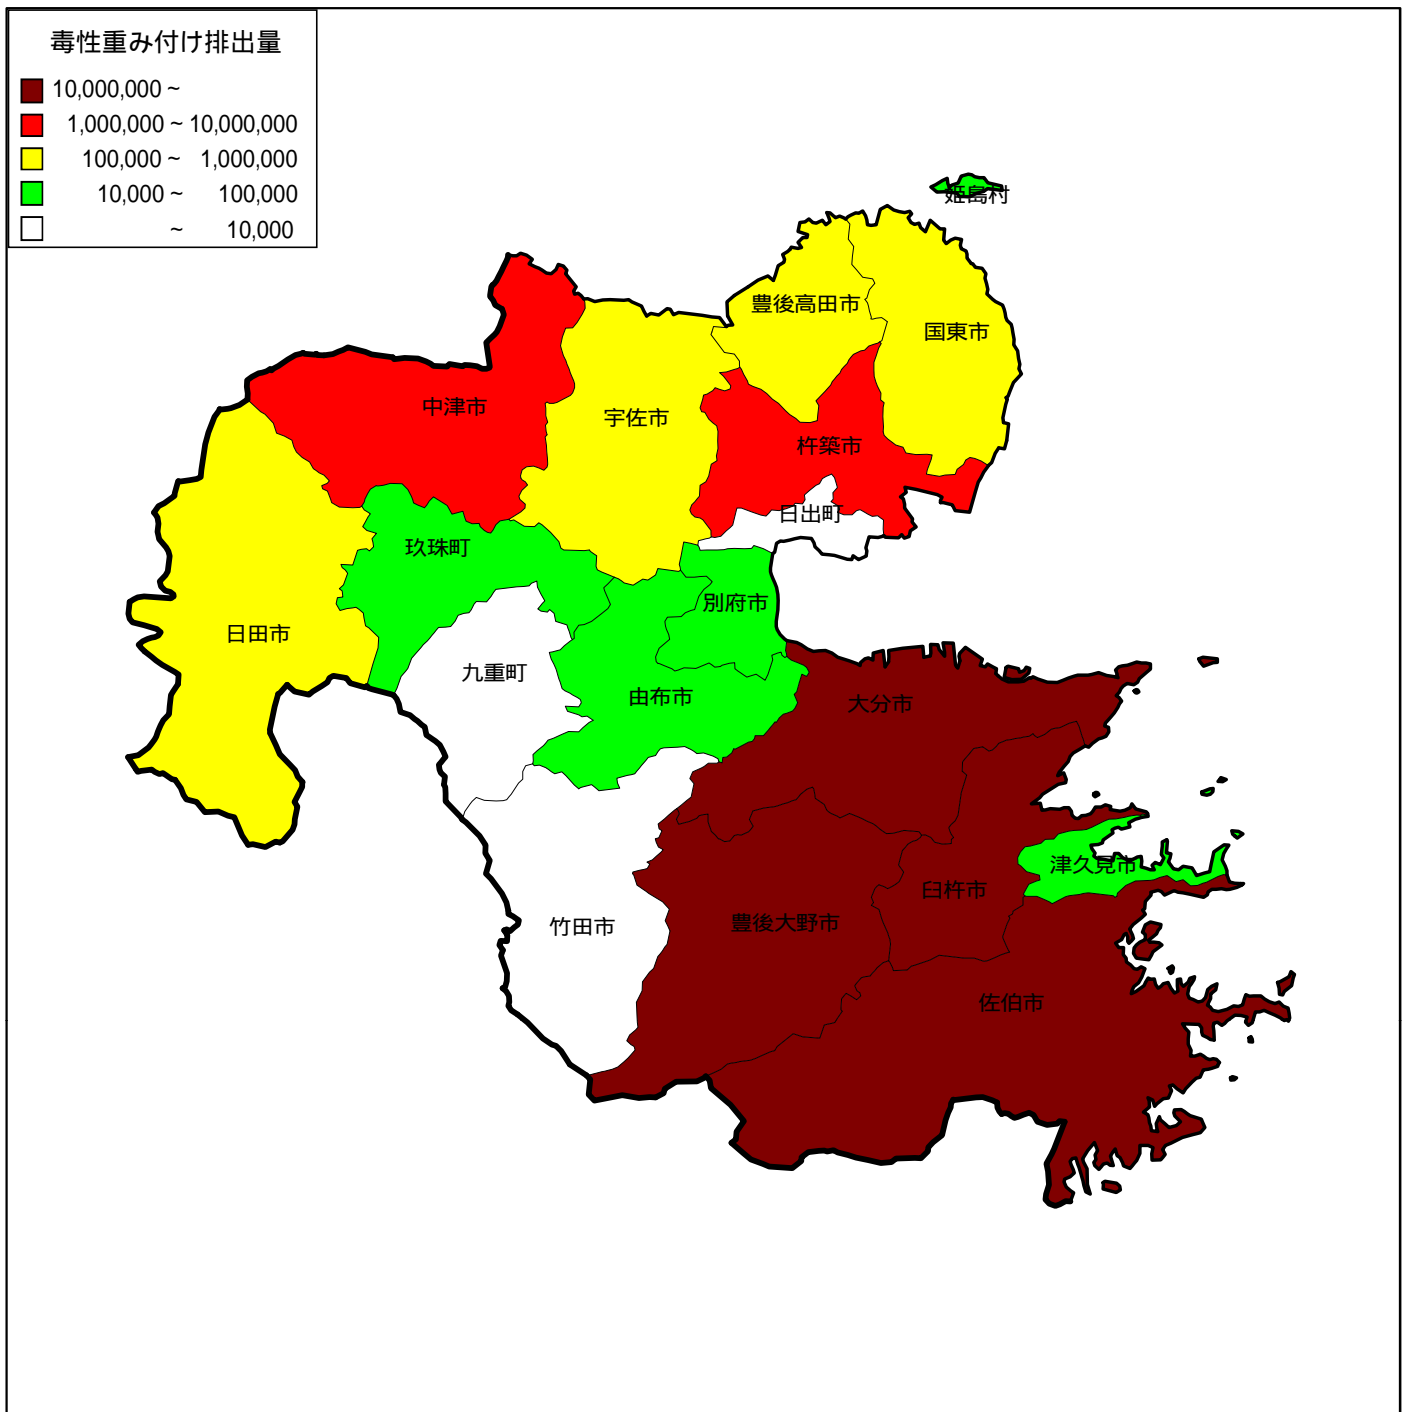 毒性重み付け排出量
10,000,000 ~
1,000,000 ~ 10,000,000
100,000 ~ 1,000,000
10,000 ~ 100,000
~ 10,000
姫島村
豊後高田市
国東市
中津市
宇佐市
杵築市
日出町
玖珠町
別府市
日田市
九重町
由布市
大分市
津久見市
臼杵市
竹田市
豊後大野市
佐伯市